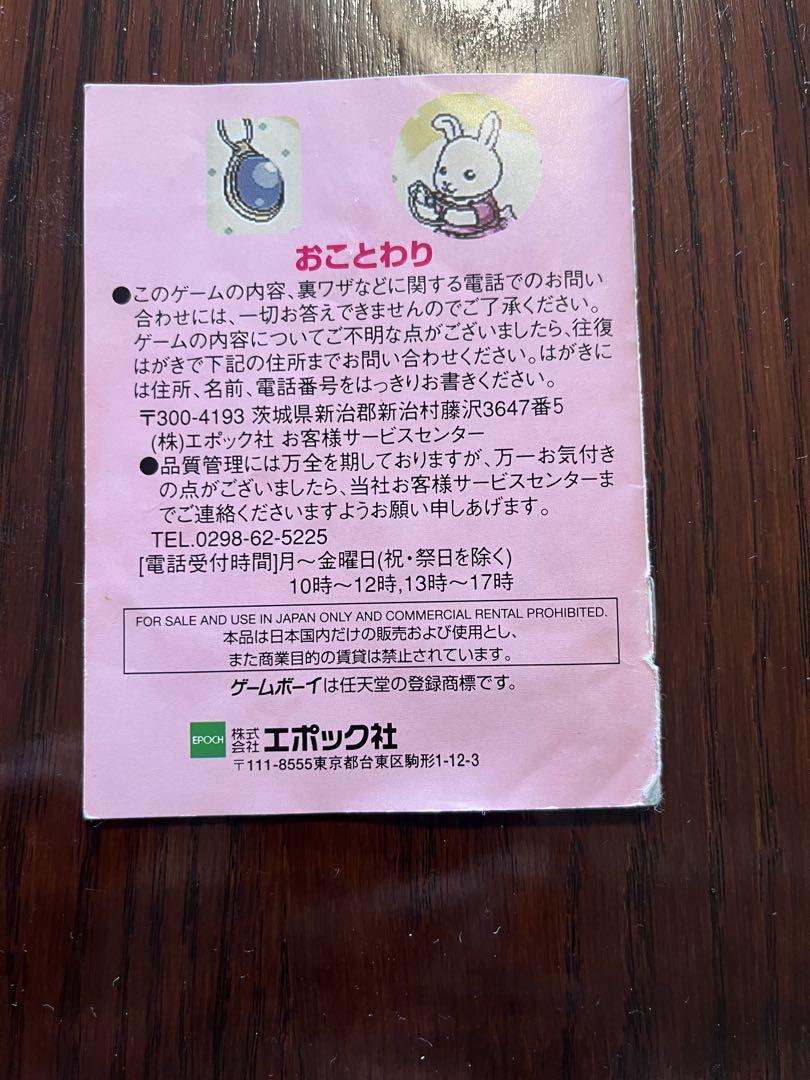 おことわり
●このゲームの内容、裏ワザなどに関する電話でのお問い
合わせには、一切お答えできませんのでご了承ください。
ゲームの内容についてご不明な点がございましたら、往復
はがきで下記の住所までお問い合わせください。はがきに
は住所、名前、電話番号をはっきりお書きください。
〒300-4193 茨城県新治郡新治村藤沢3647番5
(株)エポック社 お客様サービスセンター
●品質管理には万全を期しておりますが、万一お気付き
の点がございましたら、当社お客様サービスセンターま
でご連絡くださいますようお願い申しあげます。
TEL.0298-62-5225
[電話受付時間]月～金曜日(祝・祭日を除く)
10時～12時,13時～17時
FOR SALE AND USE IN JAPAN ONLY AND COMMERCIAL RENTAL PROHIBITED.
本品は日本国内だけの販売および使用とし、
また商業目的の賃貸は禁止されています。
ゲームボーイは任天堂の登録商標です。
EPOCH 株式会社 エポック社
〒111-8555東京都台東区駒形1-12-3